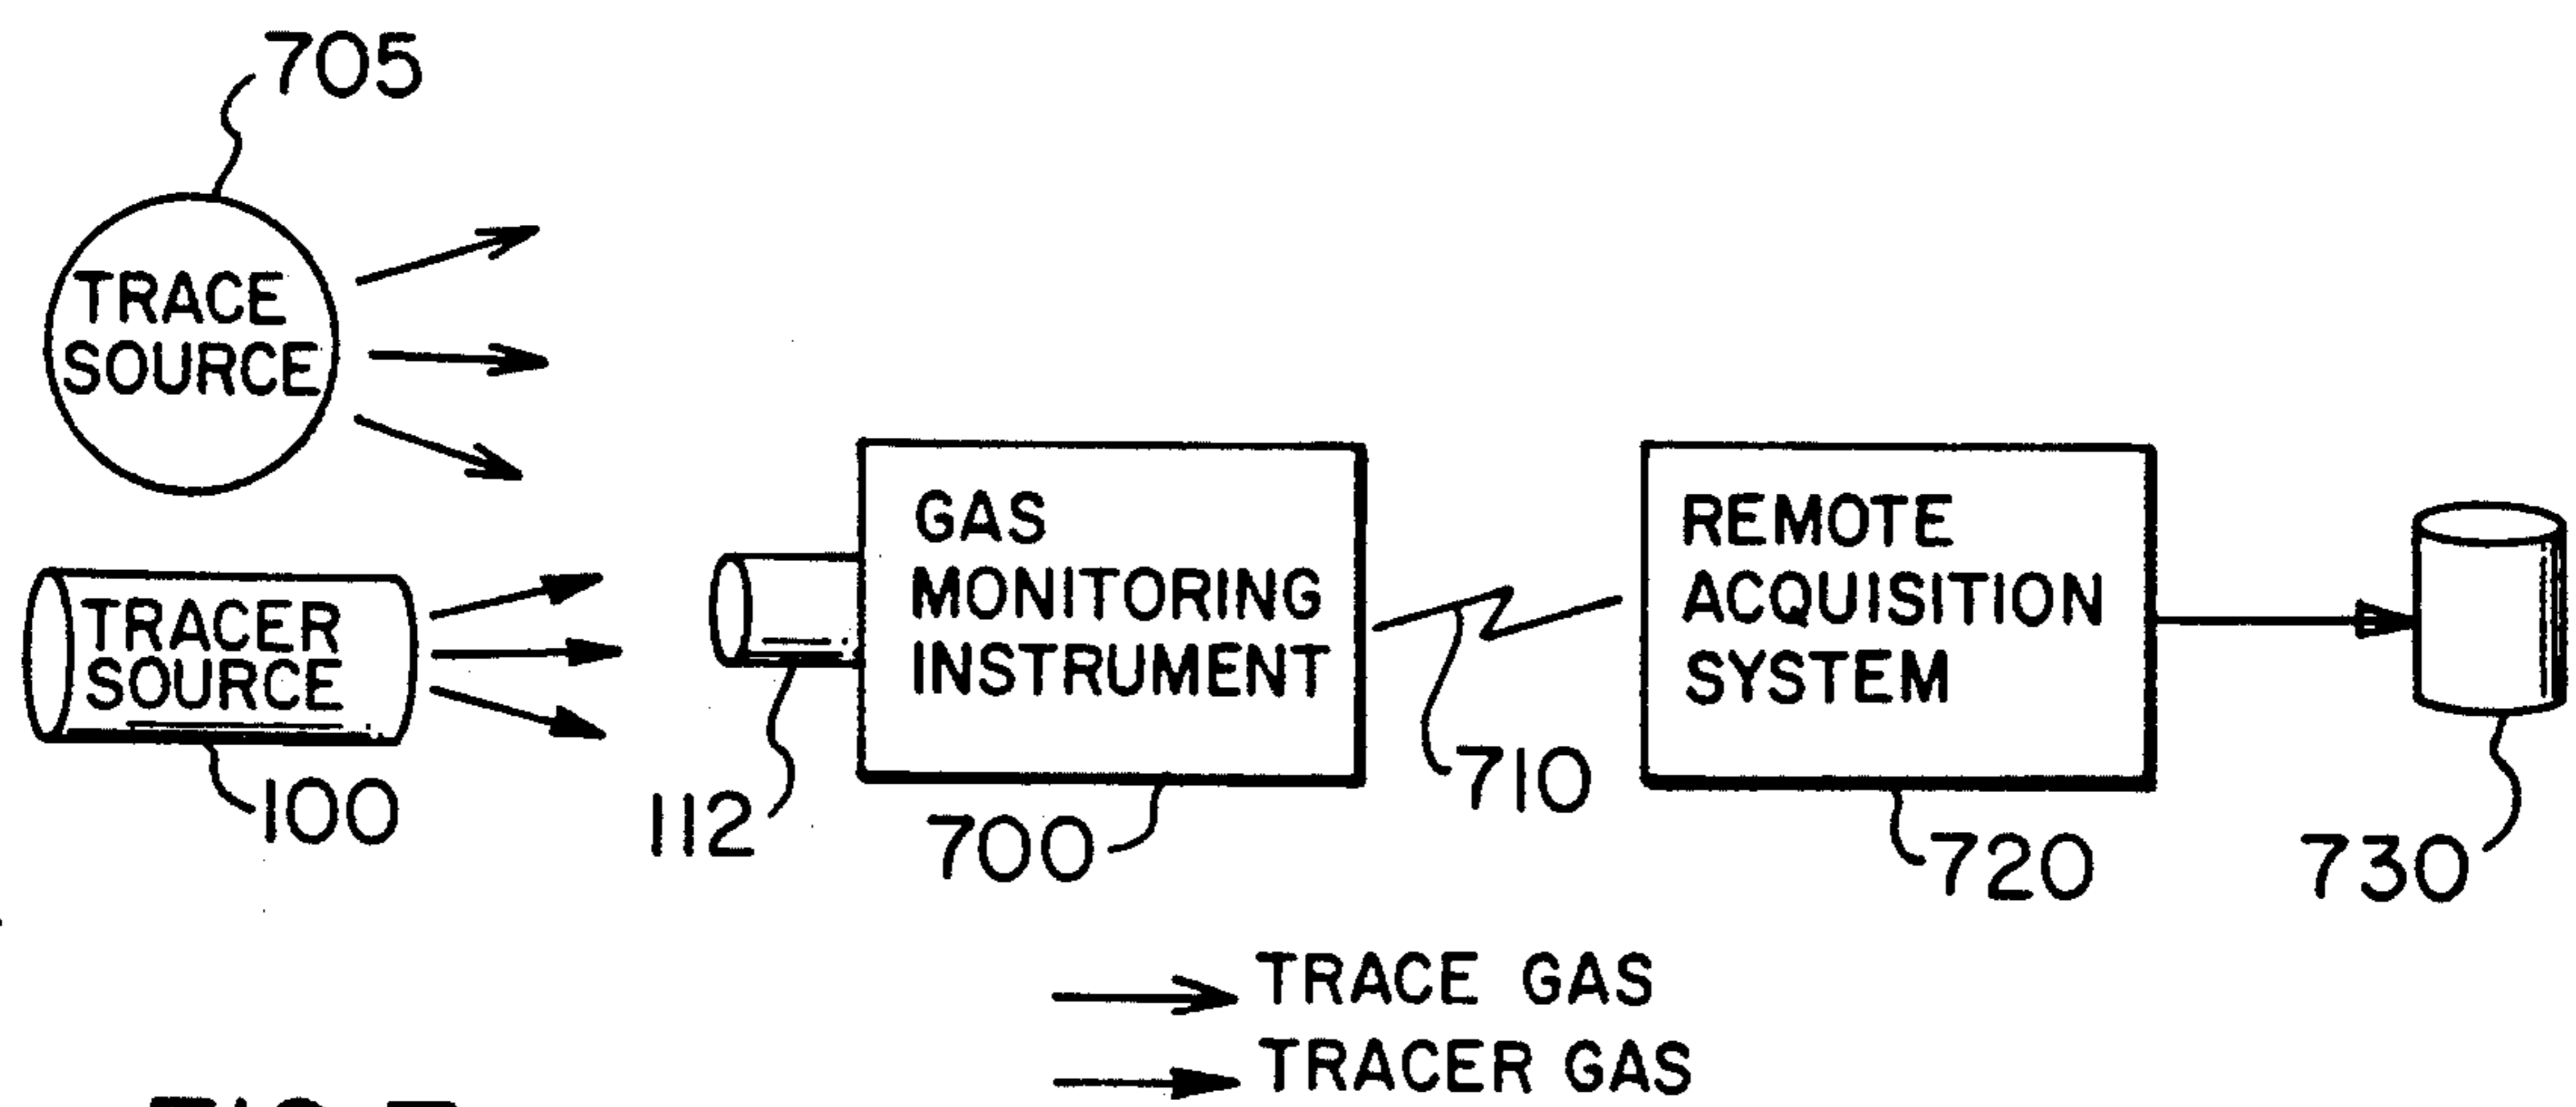 705
TRACE
SOURCE
TRACER
SOURCE
100
112
GAS
MONITORING
INSTRUMENT
700
710
REMOTE
ACQUISITION
SYSTEM
720
730
TRACE GAS
TRACER GAS